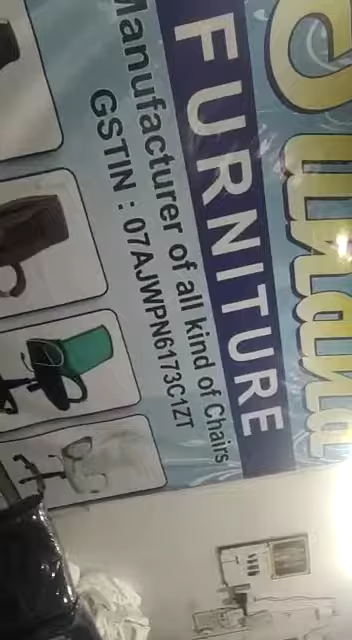 FURNITURE
Manufacturer of all kind of Chairs
GSTIN : 07AJWPN6173C1ZT